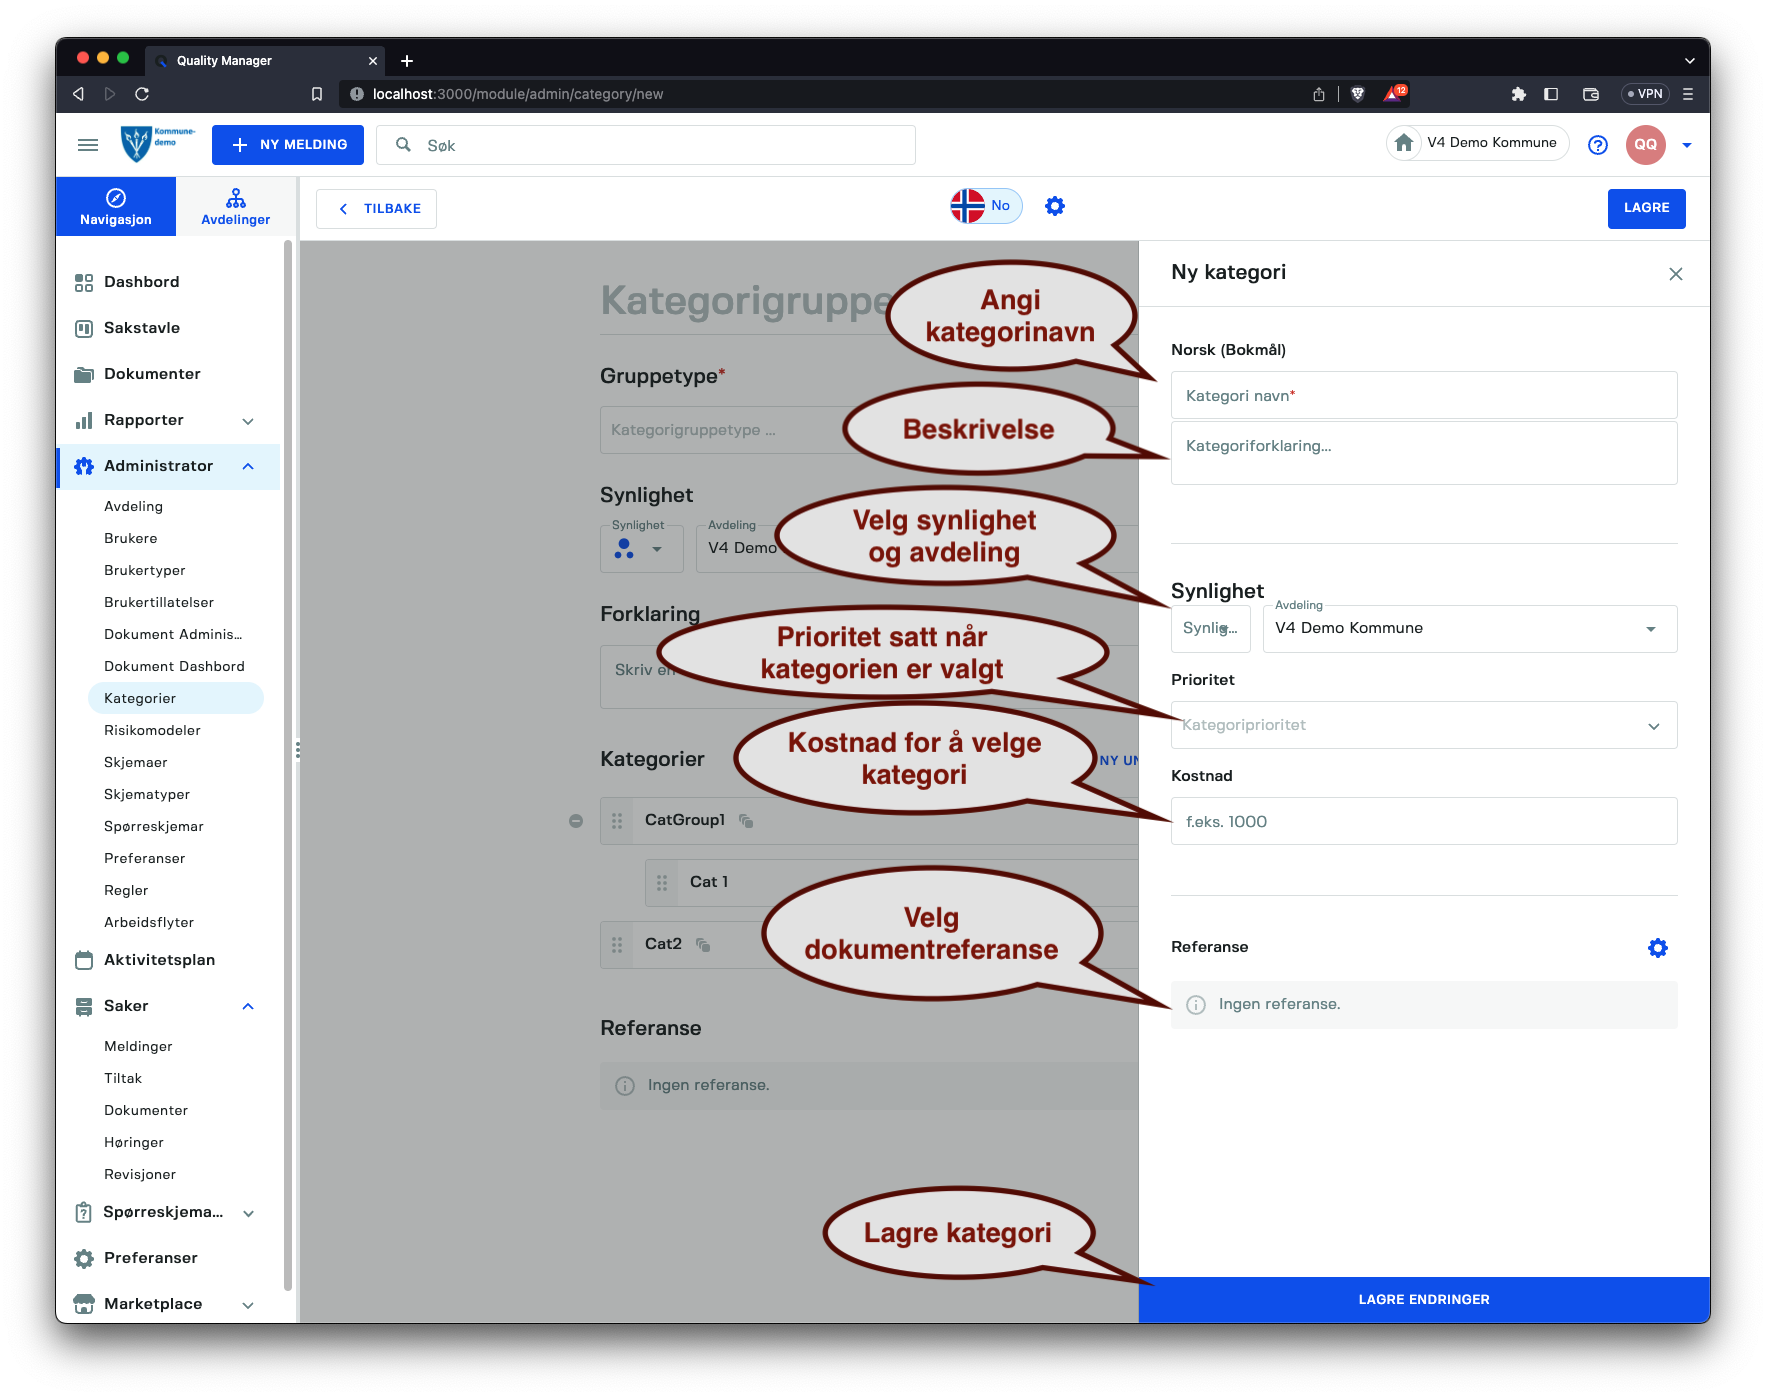 Quality Manager
localhost:3000/module/admin/category/new
12
VPN
Kommune-
demo
NY MELDING
Søk
V4 Demo Kommune
QQ
Navigasjon
Avdelinger
TILBAKE
No
LAGRE
Dashbord
Sakstavle
Dokumenter
Rapporter
Administrator
Avdeling
Brukere
Brukertyper
Brukertillatelser
Dokument Adminis...
Dokument Dashbord
Kategorier
Risikomodeler
Skjemaer
Skjematyper
Spørreskjemar
Preferanser
Regler
Arbeidsflyter
Aktivitetsplan
Saker
Meldinger
Tiltak
Dokumenter
Høringer
Revisjoner
Spørreskjema...
Preferanser
Marketplace
Kategorigruppe
Gruppetype*
Kategorigruppetype ...
Synlighet
Synlighet
Avdeling
V4 Demo
Forklaring
Skriv en
Kategorier
NY UN
CatGroup1
Cat 1
Cat2
Referanse
Ingen referanse.
Angi
kategorinavn
Beskrivelse
Velg synlighet
og avdeling
Prioritet satt når
kategorien er valgt
Kostnad for å velge
kategori
Velg
dokumentreferanse
Lagre kategori
Ny kategori
Norsk (Bokmål)
Kategori navn*
Kategoriforklaring...
Synlighet
Synlig...
Avdeling
V4 Demo Kommune
Prioritet
Kategoriprioritet
Kostnad
f.eks. 1000
Referanse
Ingen referanse.
LAGRE ENDRINGER